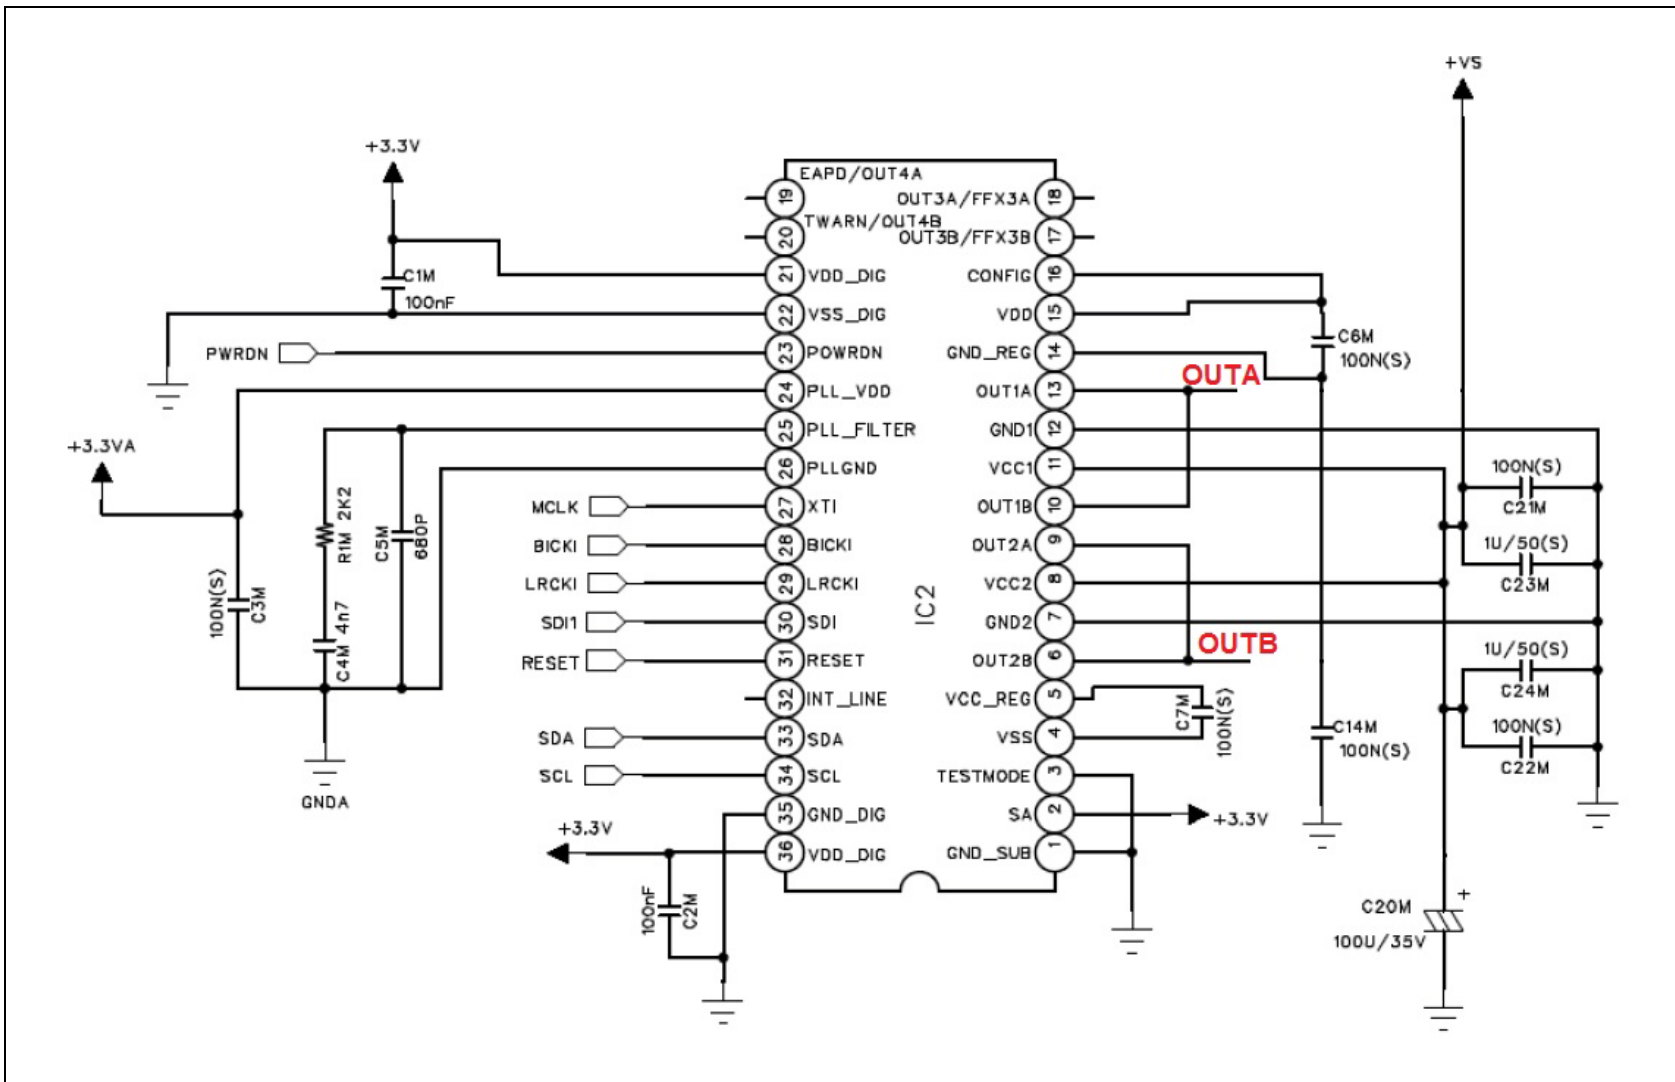 +VS
+3.3V
C1M
100nF
PWRDN
+3.3VA
R1M 2K2
C5M
680P
100N(S)
C3M
C4M 4n7
GNDA
MCLK
BICKI
LRCKI
SDI1
RESET
SDA
SCL
+3.3V
100nF
C2M
EAPD/OUT4A
19
TWARN/OUT4B
20
21 VDD_DIG
22 VSS_DIG
23 POWRDN
24 PLL_VDD
25 PLL_FILTER
26 PLLGND
27 XTI
28 BICKI
29 LRCKI
30 SDI
31 RESET
32 INT_LINE
33 SDA
34 SCL
35 GND_DIG
36 VDD_DIG
IC2
OUT3A/FFX3A 18
OUT3B/FFX3B 17
CONFIG 16
VDD 15
GND_REG 14
OUT1A 13
GND1 12
VCC1 11
OUT1B 10
OUT2A 9
VCC2 8
GND2 7
OUT2B 6
VCC_REG 5
VSS 4
TESTMODE 3
SA 2
GND_SUB 1
OUTA
OUTB
C6M
100N(S)
C7M
100N(S)
+3.3V
C14M
100N(S)
100N(S)
C21M
1U/50(S)
C23M
1U/50(S)
C24M
100N(S)
C22M
C20M
+
100U/35V